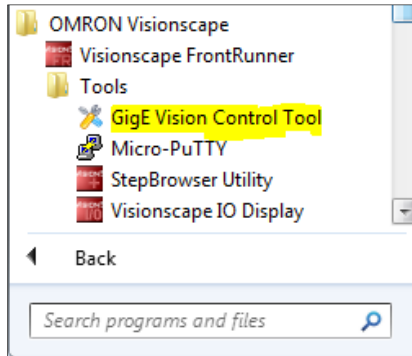 OMRON Visionscape
Visionscape FrontRunner
Tools
GigE Vision Control Tool
Micro-PuTTY
StepBrowser Utility
Visionscape IO Display
Back
Search programs and files